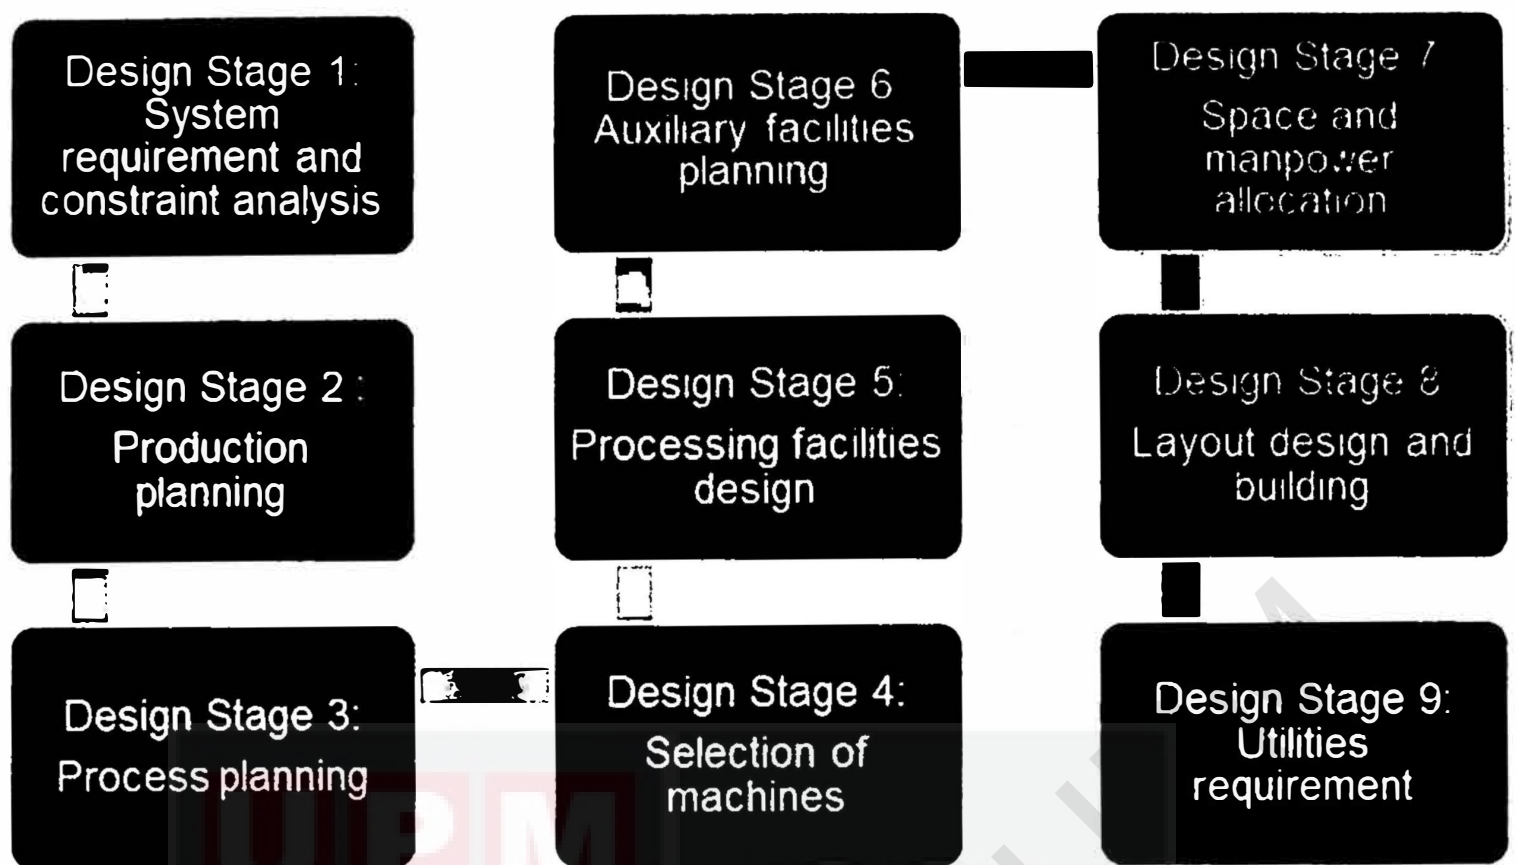 Design Stage 1:
System
requirement and
constraint analysis
Design Stage 2 :
Production
planning
Design Stage 3:
Process planning
Design Stage 4:
Selection of
machines
Design Stage 5:
Processing facilities
design
Design Stage 6
Auxiliary facilities
planning
Design Stage 7
Space and
manpower
allocation
Design Stage 8
Layout design and
building
Design Stage 9:
Utilities
requirement
UPM